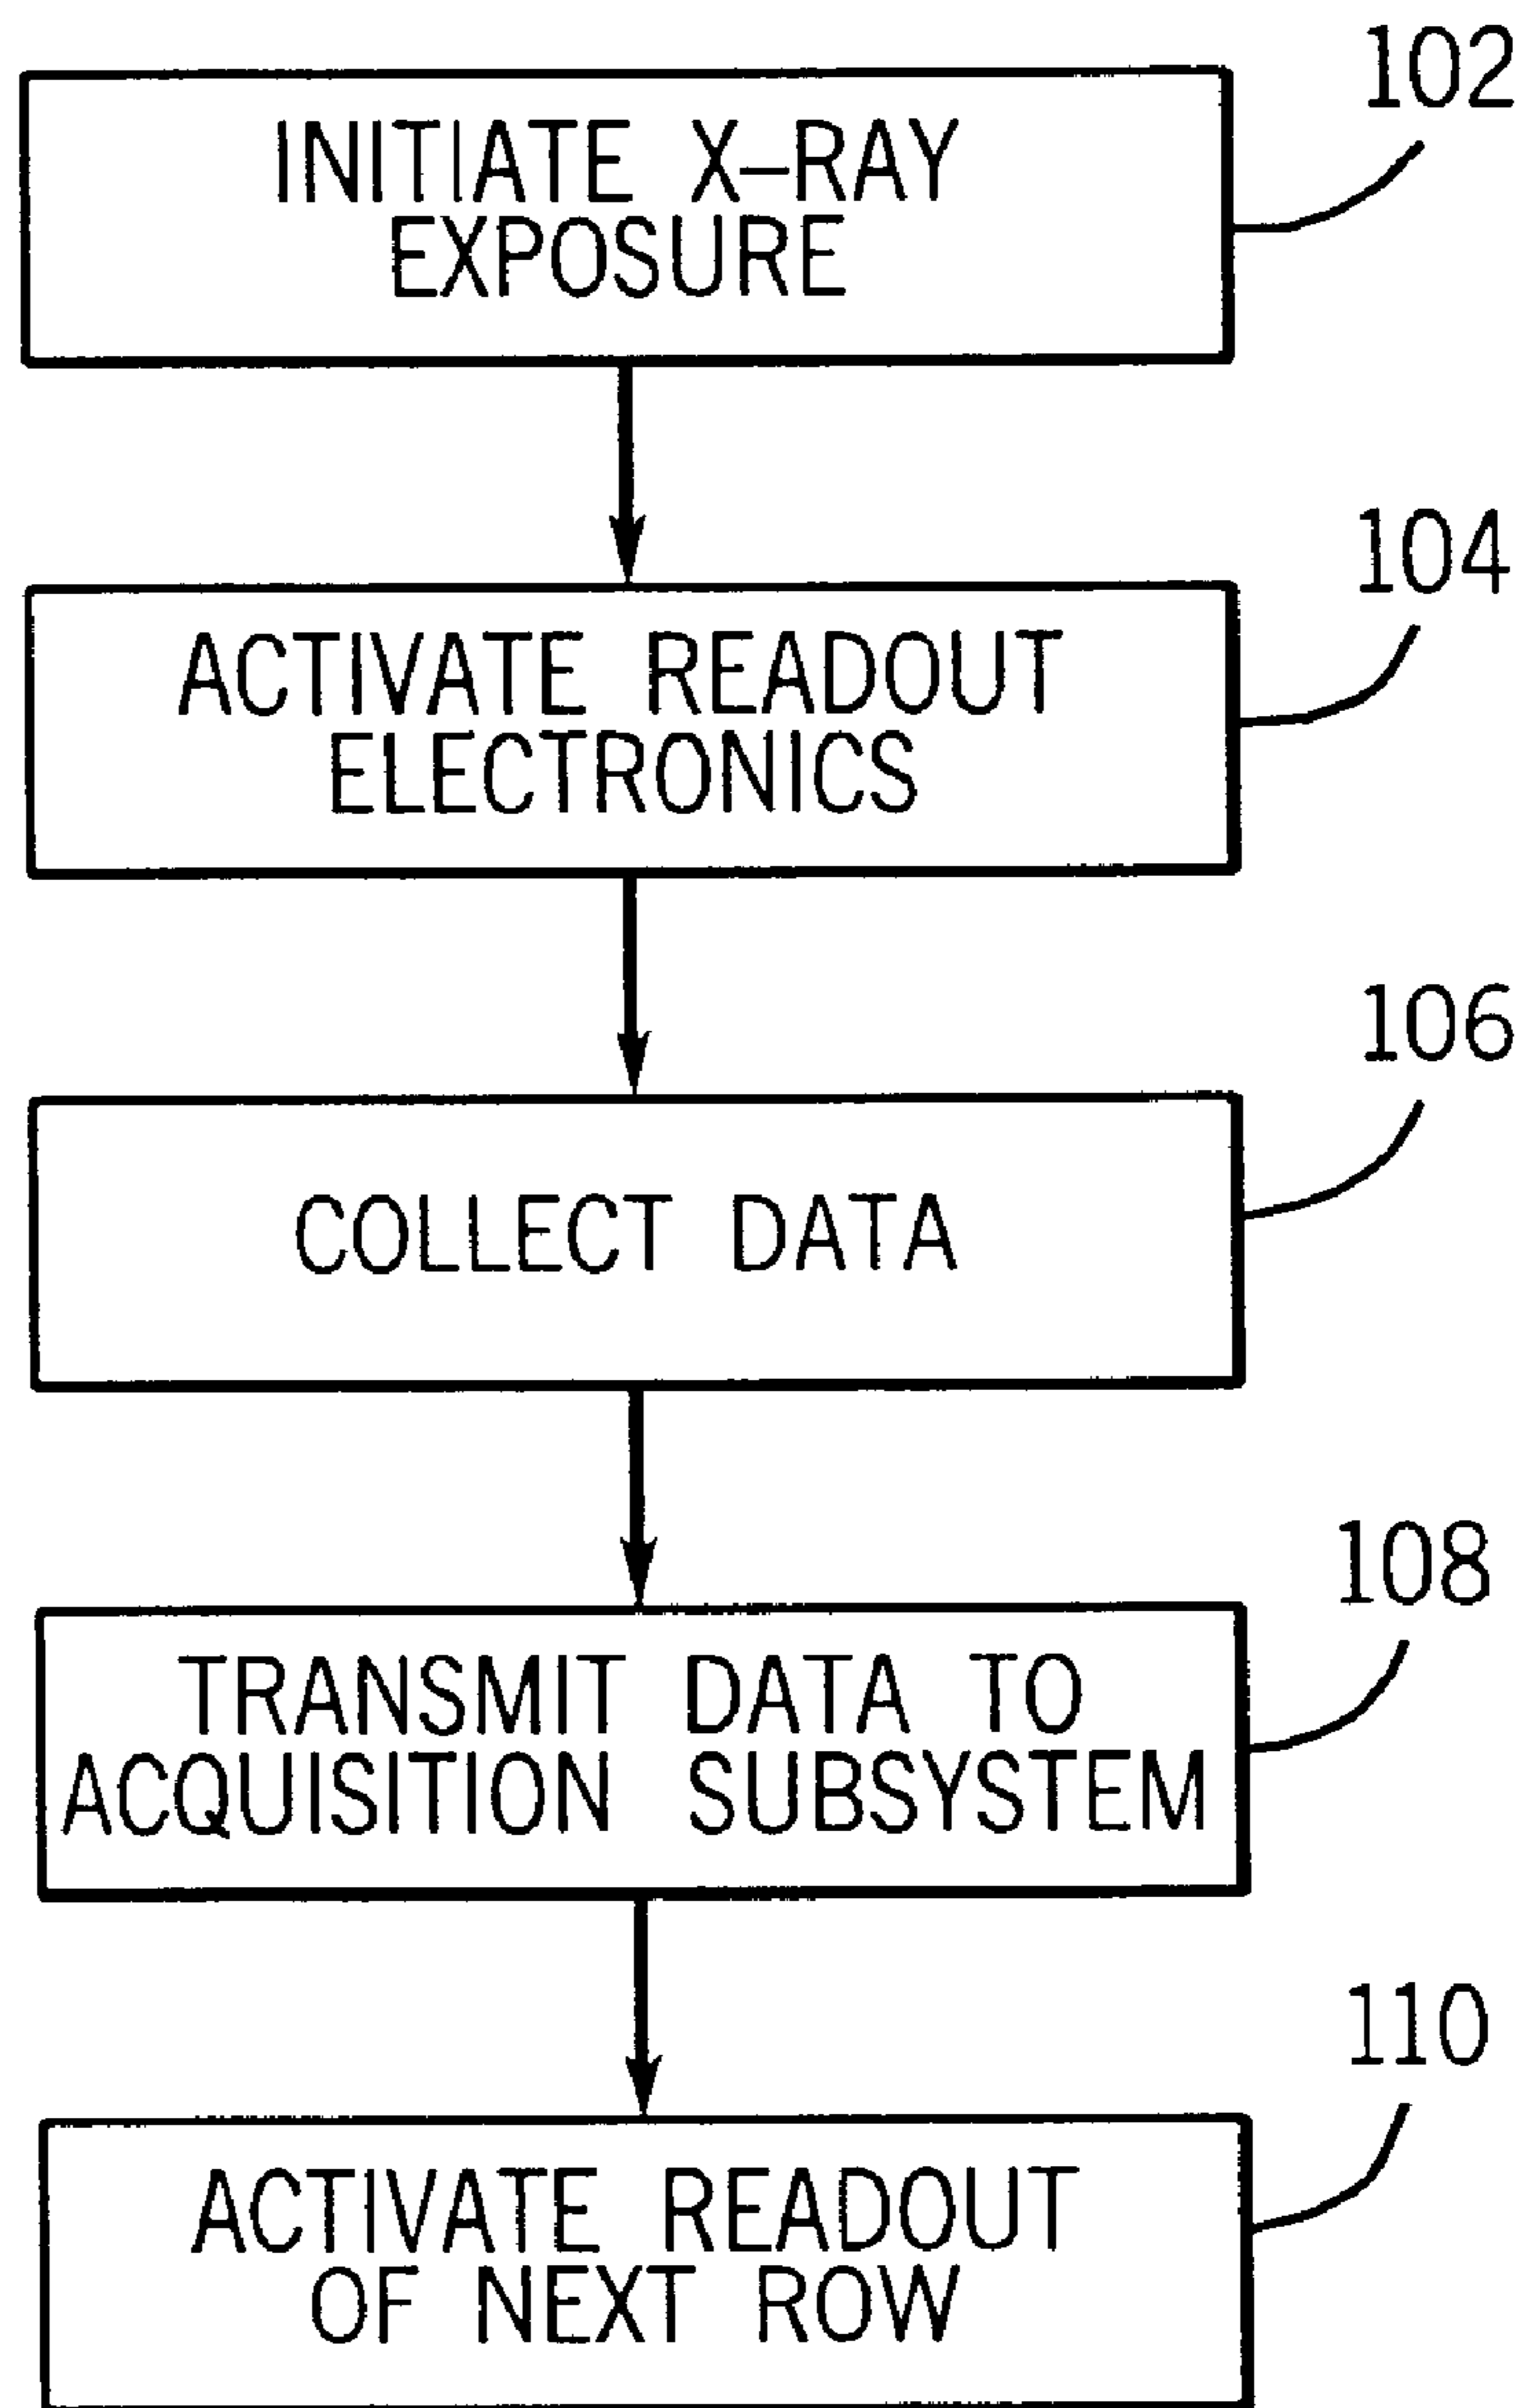 102
INITIATE X-RAY
EXPOSURE
104
ACTIVATE READOUT
ELECTRONICS
106
COLLECT DATA
108
TRANSMIT DATA TO
ACQUISITION SUBSYSTEM
110
ACTIVATE READOUT
OF NEXT ROW